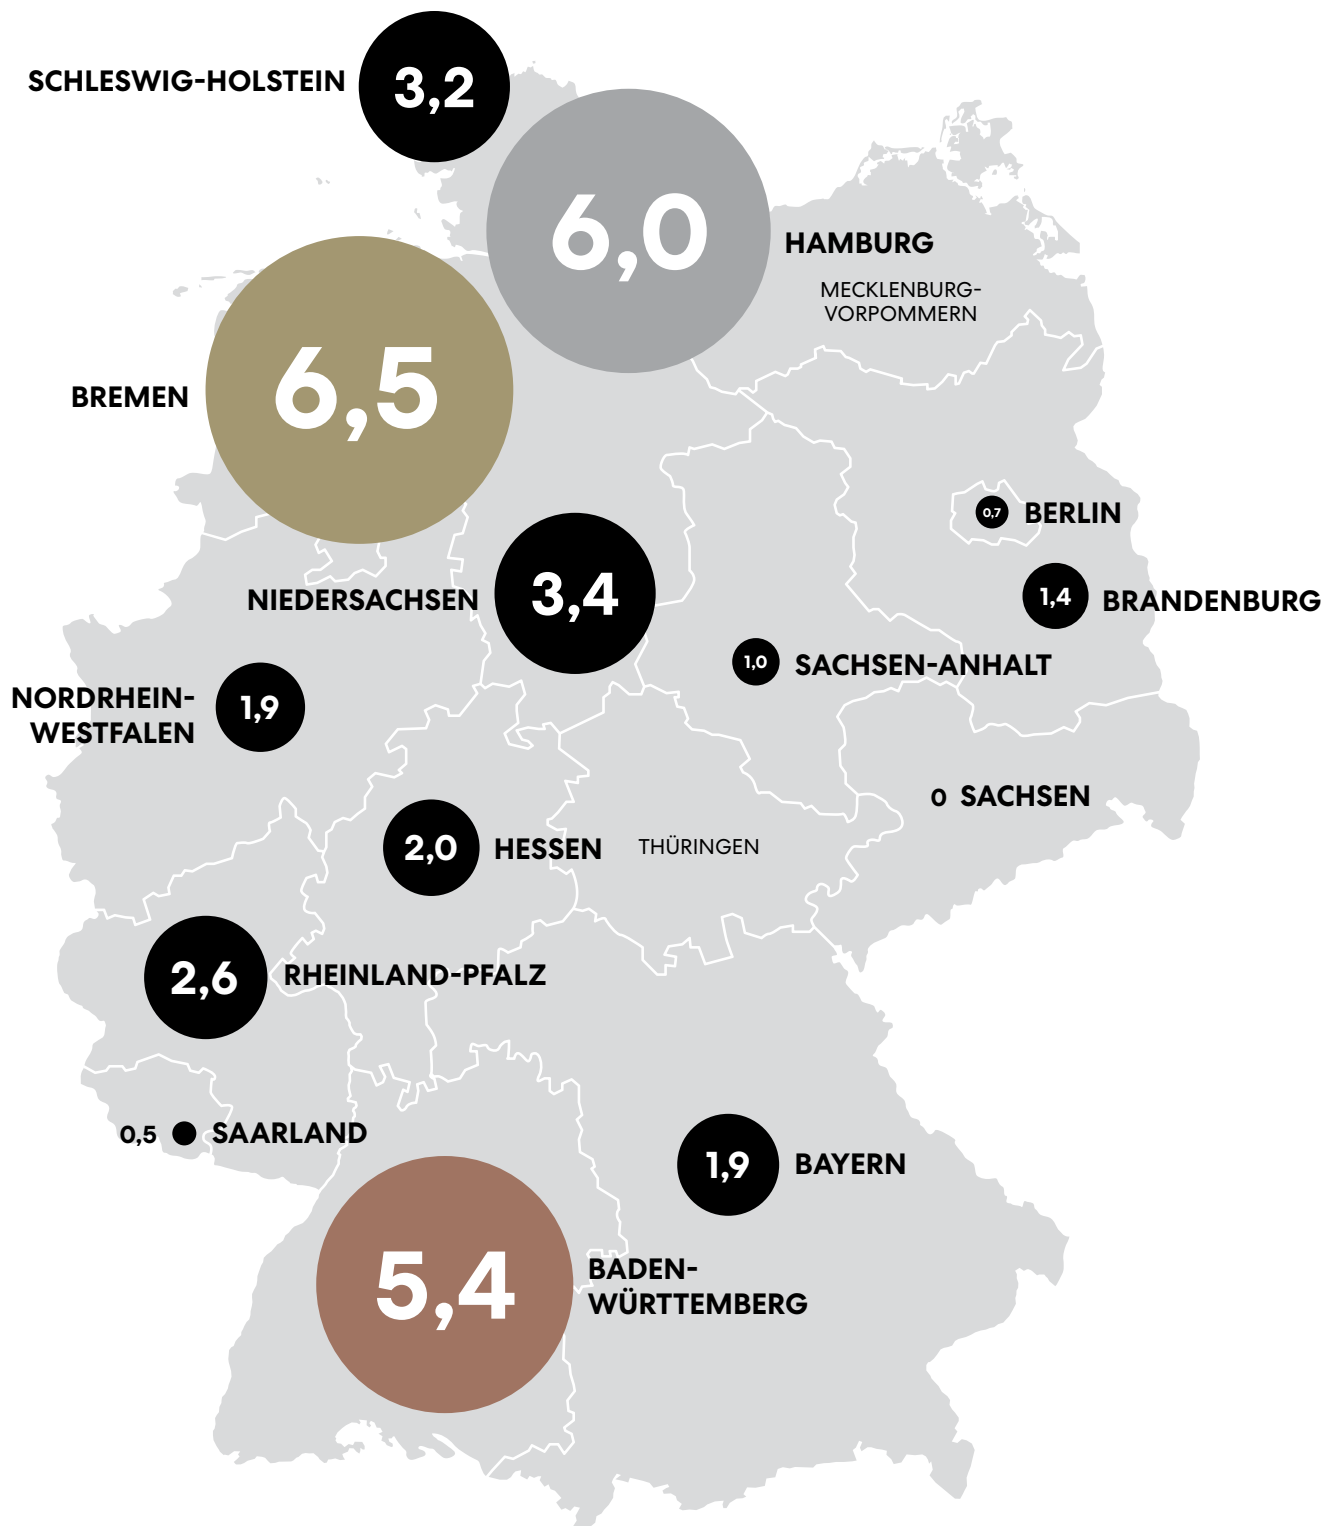 SCHLESWIG-HOLSTEIN
3,2
6,0
HAMBURG
MECKLENBURG-
VORPOMMERN
BREMEN
6,5
0,7
BERLIN
NIEDERSACHSEN
3,4
1,4
BRANDENBURG
1,0
SACHSEN-ANHALT
NORDRHEIN-
WESTFALEN
1,9
0 SACHSEN
2,0
HESSEN
THÜRINGEN
2,6
RHEINLAND-PFALZ
0,5
SAARLAND
1,9
BAYERN
5,4
BADEN-
WÜRTTEMBERG